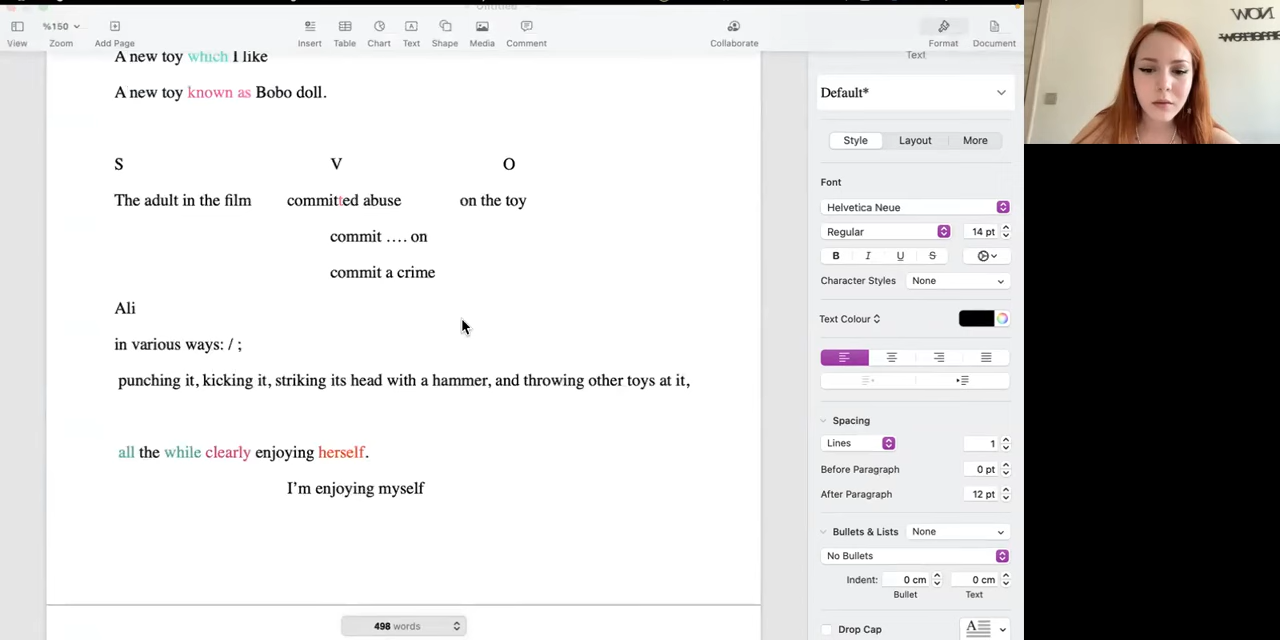 Untitled
%150
View Zoom Add Page Insert Table Chart Text Shape Media Comment Collaborate Format Document
Text
A new toy which I like
A new toy known as Bobo doll.
S V O
The adult in the film committed abuse on the toy
commit .... on
commit a crime
Ali
in various ways: / ;
punching it, kicking it, striking its head with a hammer, and throwing other toys at it,
all the while clearly enjoying herself.
I'm enjoying myself
498 words
Default*
Style Layout More
Font
Helvetica Neue
Regular 14 pt
B I U S
Character Styles None
Text Colour
Spacing
Lines 1
Before Paragraph 0 pt
After Paragraph 12 pt
Bullets & Lists None
No Bullets
Indent: 0 cm 0 cm
Bullet Text
Drop Cap